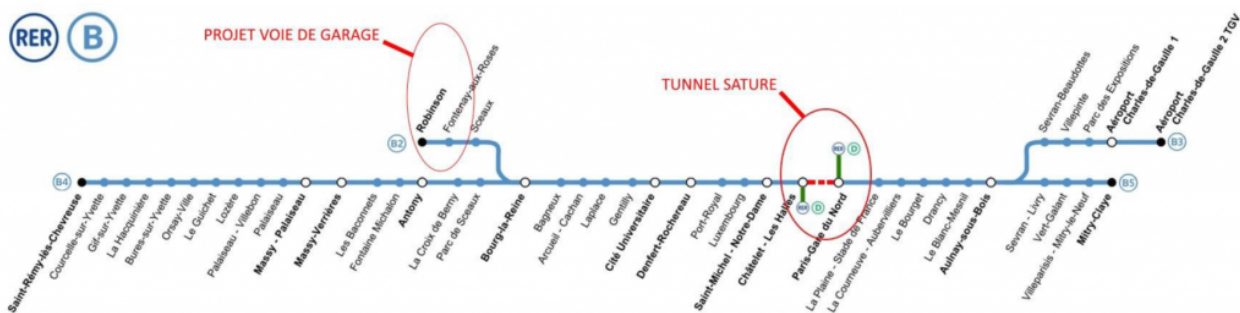 RER B
PROJET VOIE DE GARAGE
TUNNEL SATURE
B2
Robinson
Fontenay-aux-Roses
Sceaux
B4
Saint-Rémy-lès-Chevreuse
Courcelle-sur-Yvette
Gif-sur-Yvette
La Hacquinière
Bures-sur-Yvette
Orsay-Ville
Le Guichet
Lozère
Palaiseau - Villebon
Palaiseau
Massy - Palaiseau
Massy-Verrières
Les Baconnets
Fontaine Michalon
Antony
La Croix de Berny
Parc de Sceaux
Bourg-la-Reine
Bagneux
Arcueil - Cachan
Laplace
Gentilly
Cité Universitaire
Denfert-Rochereau
Port-Royal
Luxembourg
Saint-Michel - Notre-Dame
Châtelet - Les Halles
RER D
Paris-Gare du Nord
RER D
La Plaine - Stade de France
La Courneuve - Aubervilliers
Le Bourget
Drancy
Le Blanc-Mesnil
Aulnay-sous-Bois
Sevran-Beaudottes
Villepinte
Parc des Expositions
Aéroport
Charles-de-Gaulle 1
Aéroport
Charles-de-Gaulle 2 TGV
B3
Sevran - Livry
Vert-Galant
Villeparisis - Mitry-le-Neuf
Mitry-Claye
B5